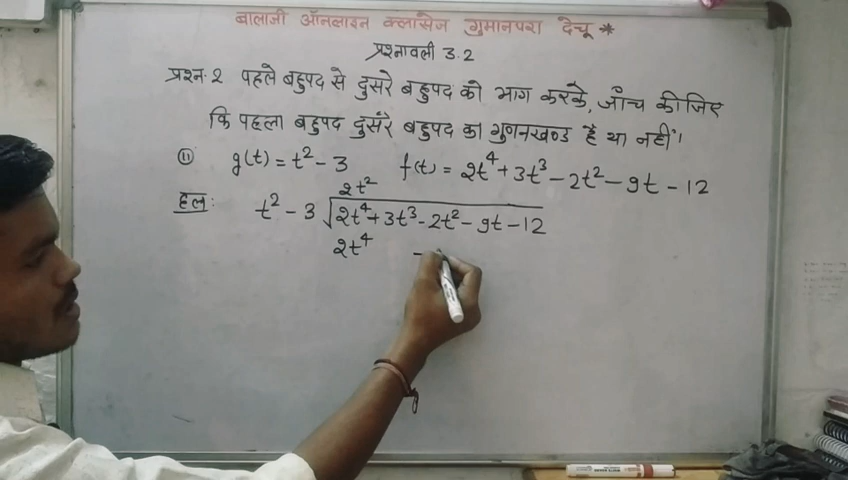 बालाजी ऑनलाइन क्लासेज गुमानपरा देचू *
प्रश्नावली 3.2
प्रश्न.2 पहले बहुपद से दुसरे बहुपद को भाग करके, जाँच कीजिए
कि पहला बहुपद दुसरे बहुपद का गुणनखण्ड है या नहीं।
(ii) g(t) = t² - 3 f(t) = 2t⁴ + 3t³ - 2t² - 9t - 12
2t²
हल: t² - 3 √2t⁴ + 3t³ - 2t² - 9t - 12
2t⁴ -